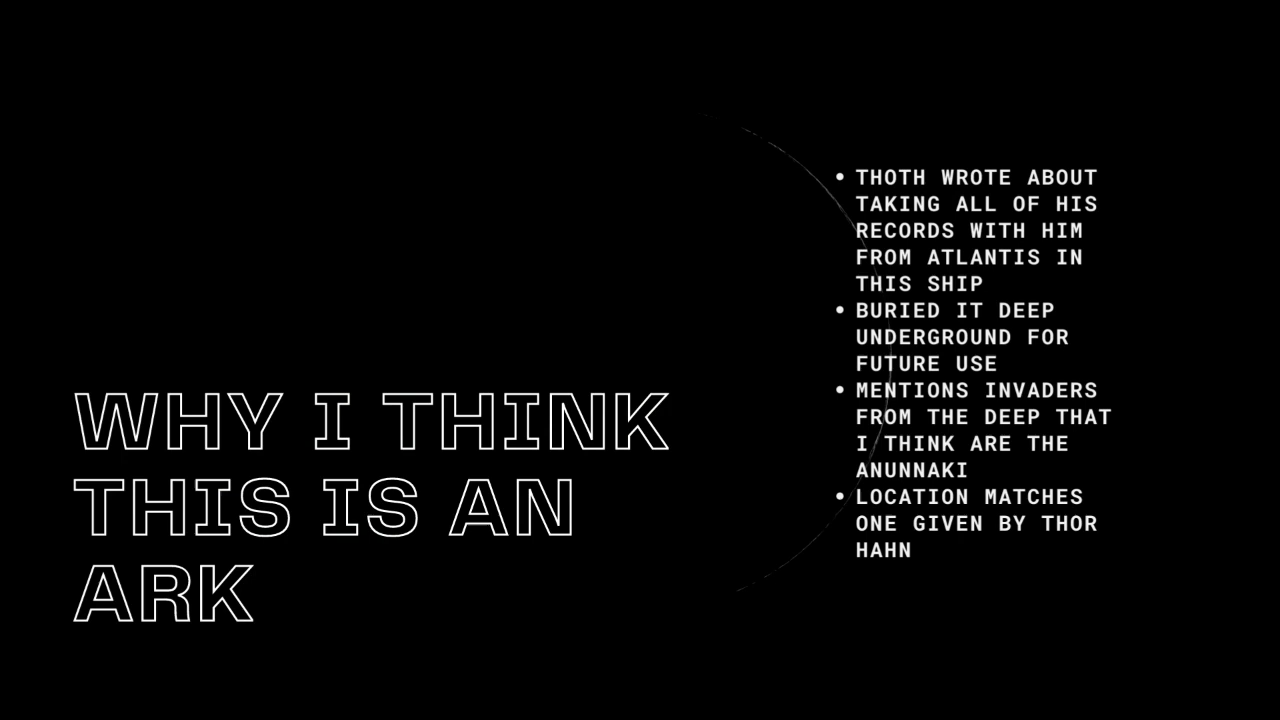 WHY I THINK
THIS IS AN
ARK
• THOTH WROTE ABOUT
TAKING ALL OF HIS
RECORDS WITH HIM
FROM ATLANTIS IN
THIS SHIP
• BURIED IT DEEP
UNDERGROUND FOR
FUTURE USE
• MENTIONS INVADERS
FROM THE DEEP THAT
I THINK ARE THE
ANUNNAKI
• LOCATION MATCHES
ONE GIVEN BY THOR
HAHN